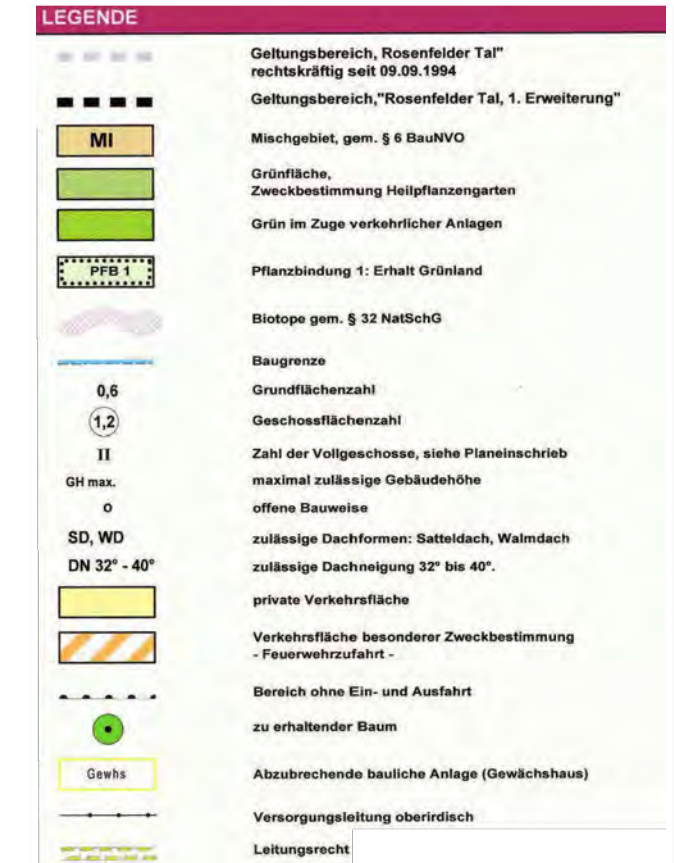 LEGENDE
Geltungsbereich, Rosenfelder Tal"
rechtskräftig seit 09.09.1994
Geltungsbereich,"Rosenfelder Tal, 1. Erweiterung"
MI Mischgebiet, gem. § 6 BauNVO
Grünfläche,
Zweckbestimmung Heilpflanzengarten
Grün im Zuge verkehrlicher Anlagen
PFB 1 Pflanzbindung 1: Erhalt Grünland
Biotope gem. § 32 NatSchG
Baugrenze
0,6 Grundflächenzahl
1,2 Geschossflächenzahl
II Zahl der Vollgeschosse, siehe Planeinschrieb
GH max. maximal zulässige Gebäudehöhe
o offene Bauweise
SD, WD zulässige Dachformen: Satteldach, Walmdach
DN 32° - 40° zulässige Dachneigung 32° bis 40°.
private Verkehrsfläche
Verkehrsfläche besonderer Zweckbestimmung
- Feuerwehrzufahrt -
Bereich ohne Ein- und Ausfahrt
zu erhaltender Baum
Gewhs Abzubrechende bauliche Anlage (Gewächshaus)
Versorgungsleitung oberirdisch
Leitungsrecht